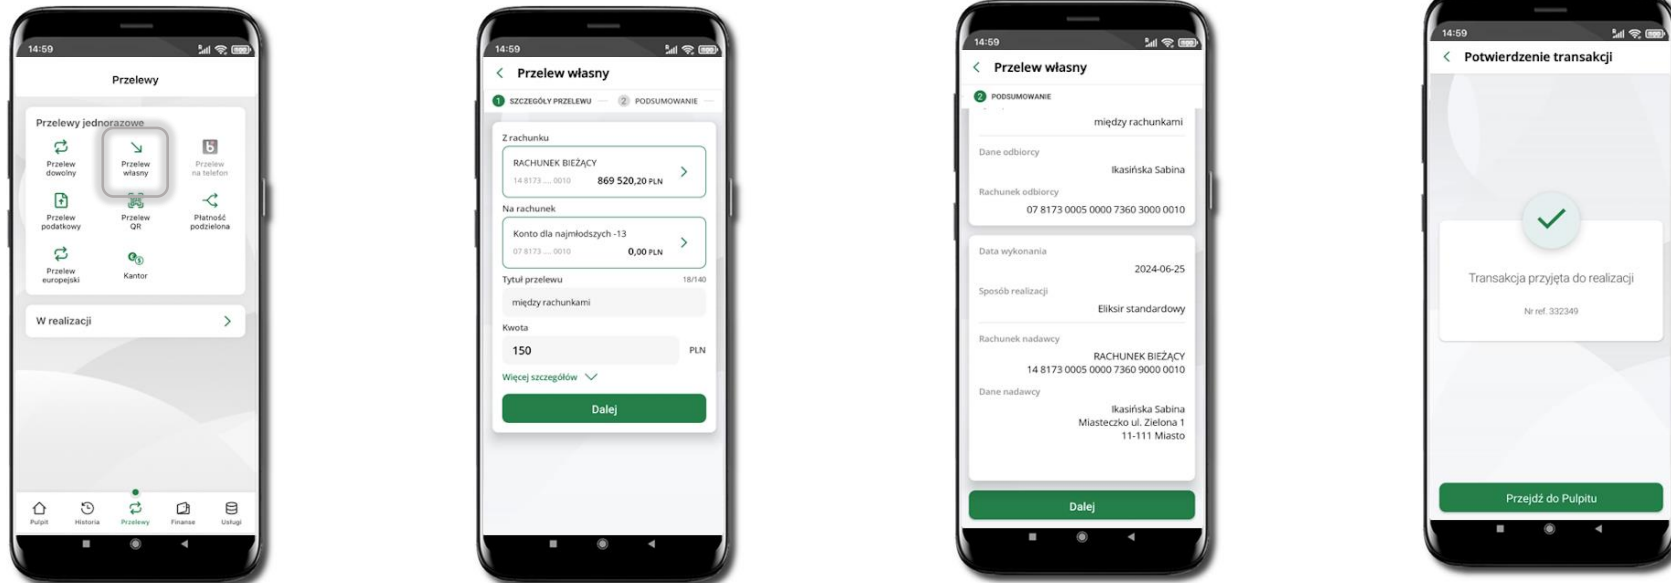 14:59
Przelewy
Przelewy jednorazowe
Przelew
dowolny
Przelew
własny
Przelew
na telefon
Przelew
podatkowy
Przelew
QR
Płatność
podzielona
Przelew
europejski
Kantor
W realizacji
Pulpit
Historia
Przelewy
Finanse
Usługi
14:59
Przelew własny
1 SZCZEGÓŁY PRZELEWU
2 PODSUMOWANIE
Z rachunku
RACHUNEK BIEŻĄCY
14 8173 .... 0010 869 520,20 PLN
Na rachunek
Konto dla najmłodszych -13
07 8173 .... 0010 0,00 PLN
Tytuł przelewu 18/140
między rachunkami
Kwota
150 PLN
Więcej szczegółów
Dalej
14:59
Przelew własny
2 PODSUMOWANIE
między rachunkami
Dane odbiorcy
Ikasińska Sabina
Rachunek odbiorcy
07 8173 0005 0000 7360 3000 0010
Data wykonania
2024-06-25
Sposób realizacji
Eliksir standardowy
Rachunek nadawcy
RACHUNEK BIEŻĄCY
14 8173 0005 0000 7360 9000 0010
Dane nadawcy
Ikasińska Sabina
Miasteczko ul. Zielona 1
11-111 Miasto
Dalej
14:59
Potwierdzenie transakcji
Transakcja przyjęta do realizacji
Nr ref. 332349
Przejdź do Pulpitu